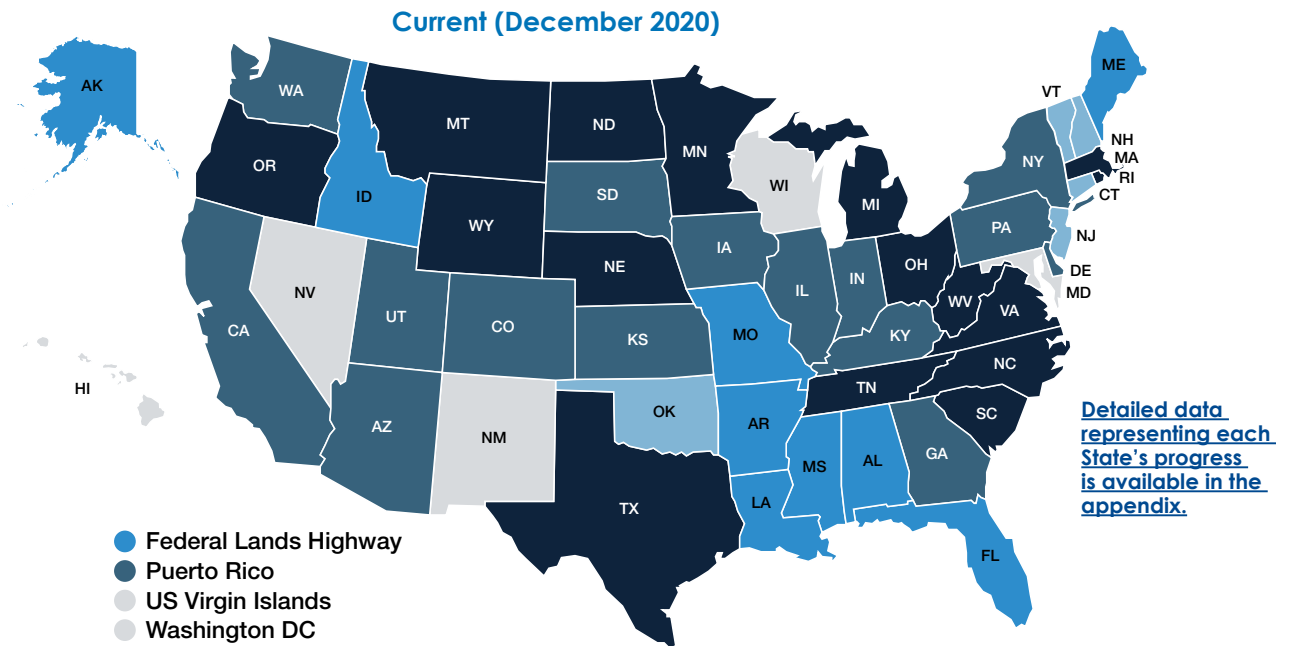 Current (December 2020)
AK
WA
MT
ND
MN
ME
VT
NH
MA
RI
CT
NY
OR
ID
SD
WI
MI
WY
IA
PA
NJ
NE
OH
DE
MD
NV
UT
CO
IL
IN
WV
VA
CA
KS
MO
KY
HI
NC
TN
AZ
NM
OK
AR
SC
MS
AL
GA
TX
LA
FL
Detailed data
representing each
State’s progress
is available in the
appendix.
Federal Lands Highway
Puerto Rico
US Virgin Islands
Washington DC